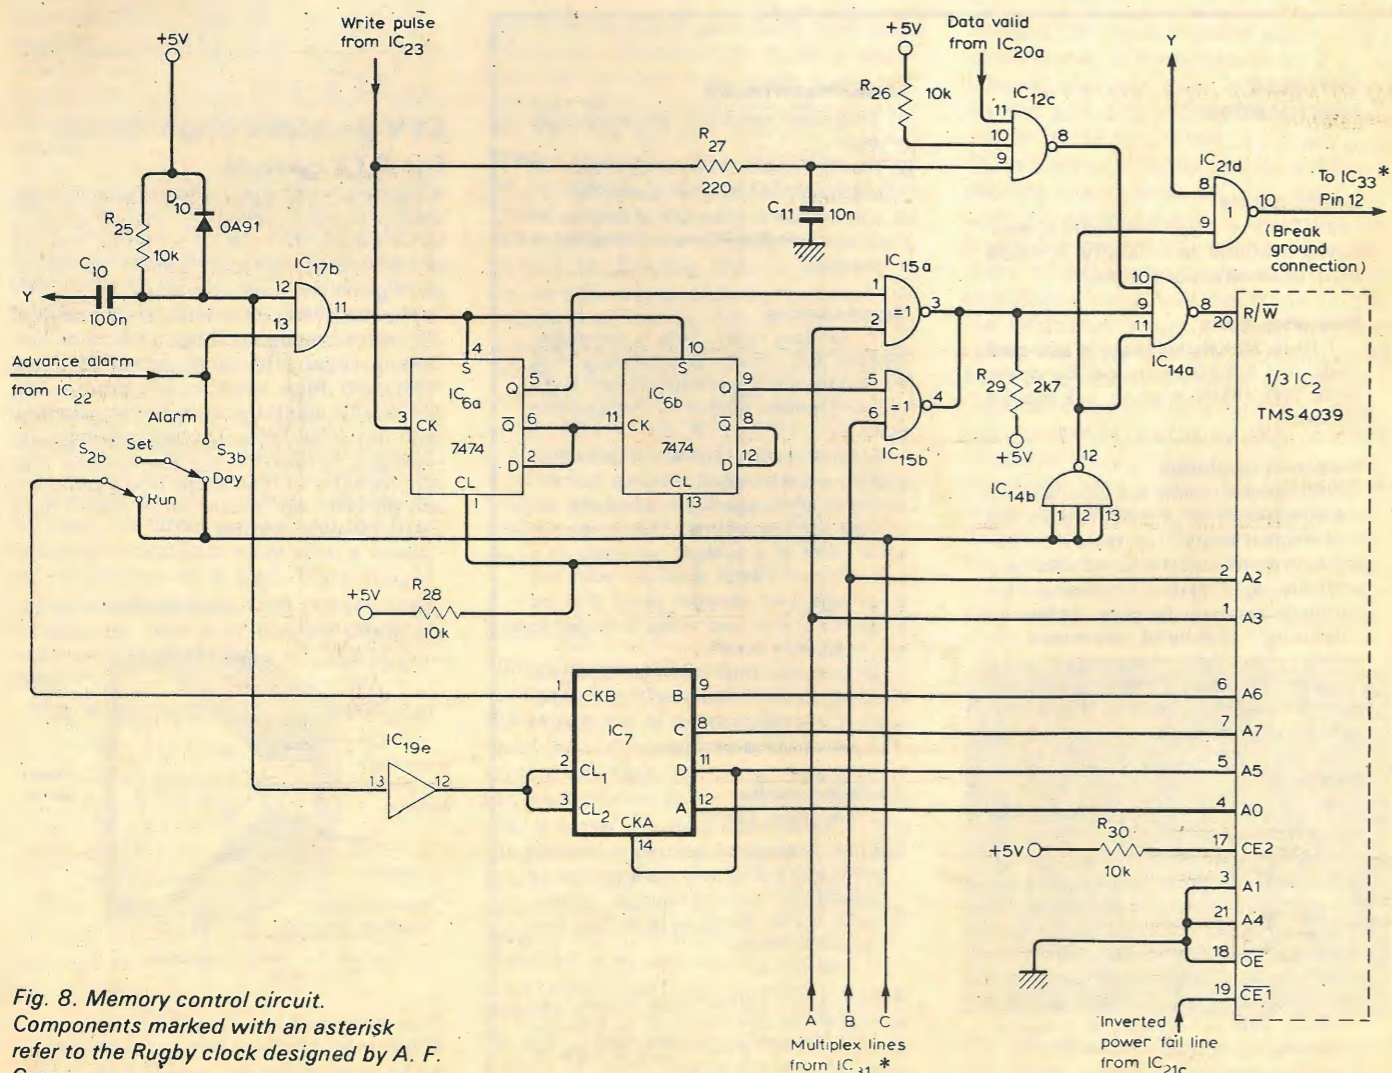 Write pulse
from IC23
+5V
Data valid
from IC20a
+5V
Y
R26
10k
IC12c
11
10
9
8
R27
220
C11
10n
IC21d
8
9
1
10
To IC33*
Pin 12
(Break
ground
connection)
D10
OA91
R25
10k
C10
100n
Y
IC17b
12
13
11
Advance alarm
from IC22
Alarm
S3b
Day
S2b
Set
Run
4
S
3
CK
IC6a
7474
Q
5
Q
6
D
2
CL
1
10
S
11
CK
IC6b
7474
Q
9
Q
8
D
12
CL
13
IC15a
1
2
=1
3
5
6
=1
4
IC15b
R29
2k7
+5V
10
9
11
8
IC14a
12
IC14b
1
2
13
R/W
20
1/3 IC2
TMS 4039
2
A2
1
A3
6
A6
7
A7
5
A5
4
A0
17
CE2
3
A1
21
A4
18
OE
19
CE1
+5V
R28
10k
1
CKB
B
9
C
8
IC7
2
CL1
D
11
3
CL2
A
12
CKA
14
IC19e
13
12
+5V
R30
10k
A
B
C
Multiplex lines
from IC31 *
Inverted
power fail line
from IC21c
Fig. 8. Memory control circuit.
Components marked with an asterisk
refer to the Rugby clock designed by A. F.